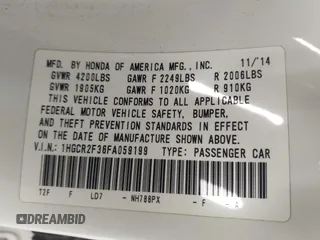 MFD. BY HONDA OF AMERICA MFG., INC. 11/14
GVWR 4200LBS GAWR F 2249LBS R 2006LBS
GVWR 1905KG GAWR F 1020KG R 910KG
THIS VEHICLE CONFORMS TO ALL APPLICABLE
FEDERAL MOTOR VEHICLE SAFETY, BUMPER,
AND THEFT PREVENTION STANDARDS IN EFFECT
ON THE DATE OF MANUFACTURE SHOWN ABOVE.
V.I.N.: 1HGCR2F36FA059199 TYPE: PASSENGER CAR
T2F F LD7 - NH788PX - F - A
DREAMBID